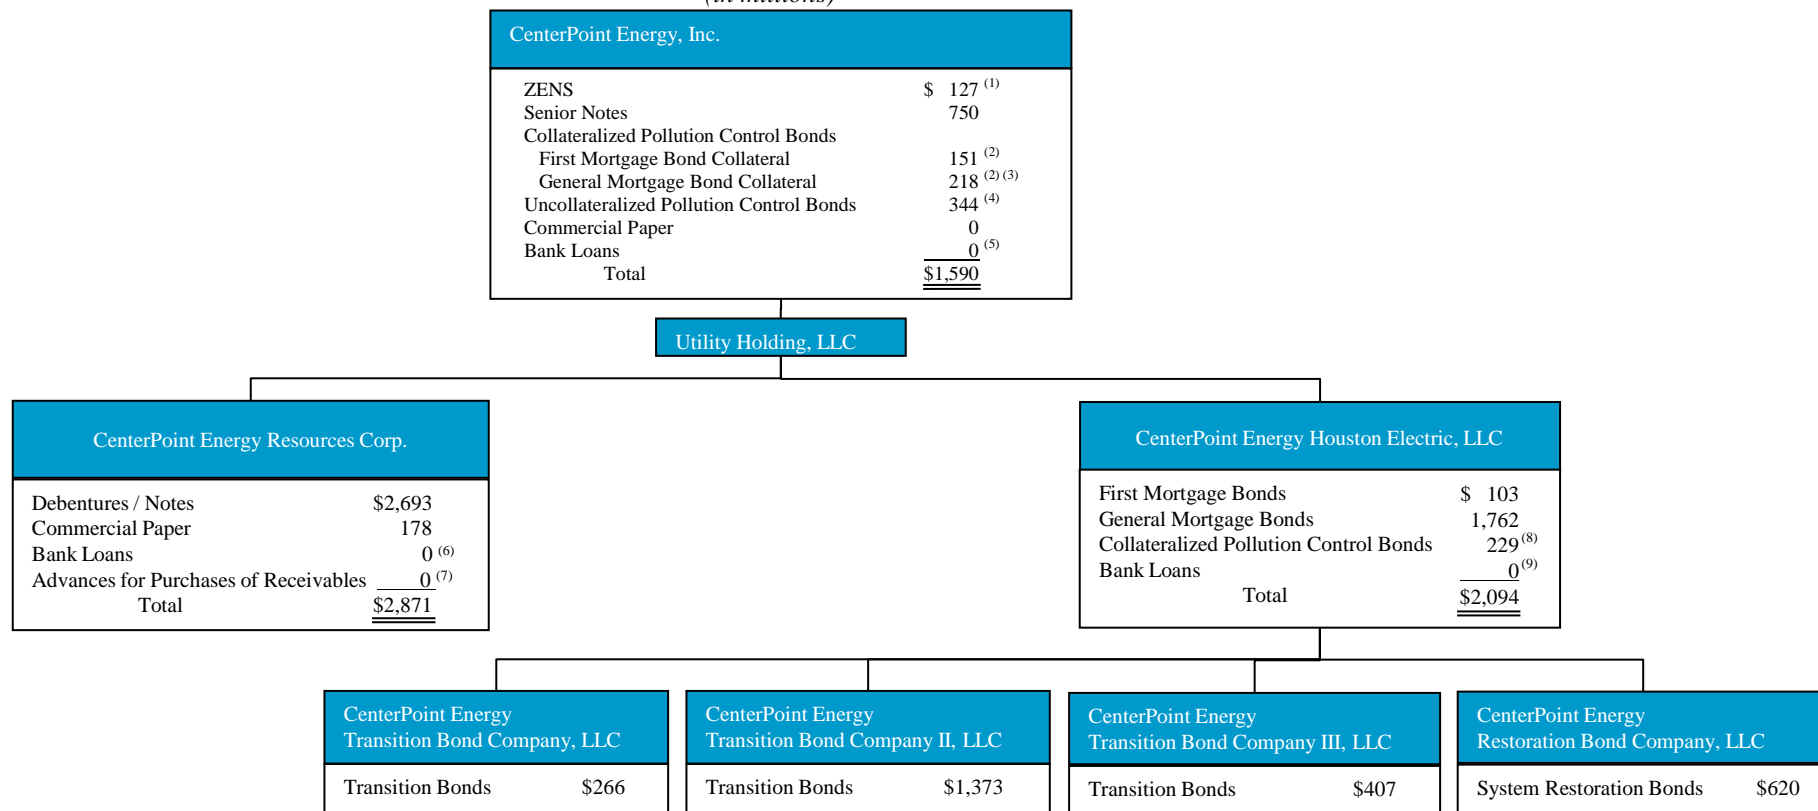 (in millions)
CenterPoint Energy, Inc.
ZENS $ 127 (1)
Senior Notes 750
Collateralized Pollution Control Bonds
First Mortgage Bond Collateral 151 (2)
General Mortgage Bond Collateral 218 (2) (3)
Uncollateralized Pollution Control Bonds 344 (4)
Commercial Paper 0
Bank Loans 0 (5)
Total $1,590
Utility Holding, LLC
CenterPoint Energy Resources Corp.
Debentures / Notes $2,693
Commercial Paper 178
Bank Loans 0 (6)
Advances for Purchases of Receivables 0 (7)
Total $2,871
CenterPoint Energy Houston Electric, LLC
First Mortgage Bonds $ 103
General Mortgage Bonds 1,762
Collateralized Pollution Control Bonds 229 (8)
Bank Loans 0 (9)
Total $2,094
CenterPoint Energy
Transition Bond Company, LLC
Transition Bonds $266
CenterPoint Energy
Transition Bond Company II, LLC
Transition Bonds $1,373
CenterPoint Energy
Transition Bond Company III, LLC
Transition Bonds $407
CenterPoint Energy
Restoration Bond Company, LLC
System Restoration Bonds $620